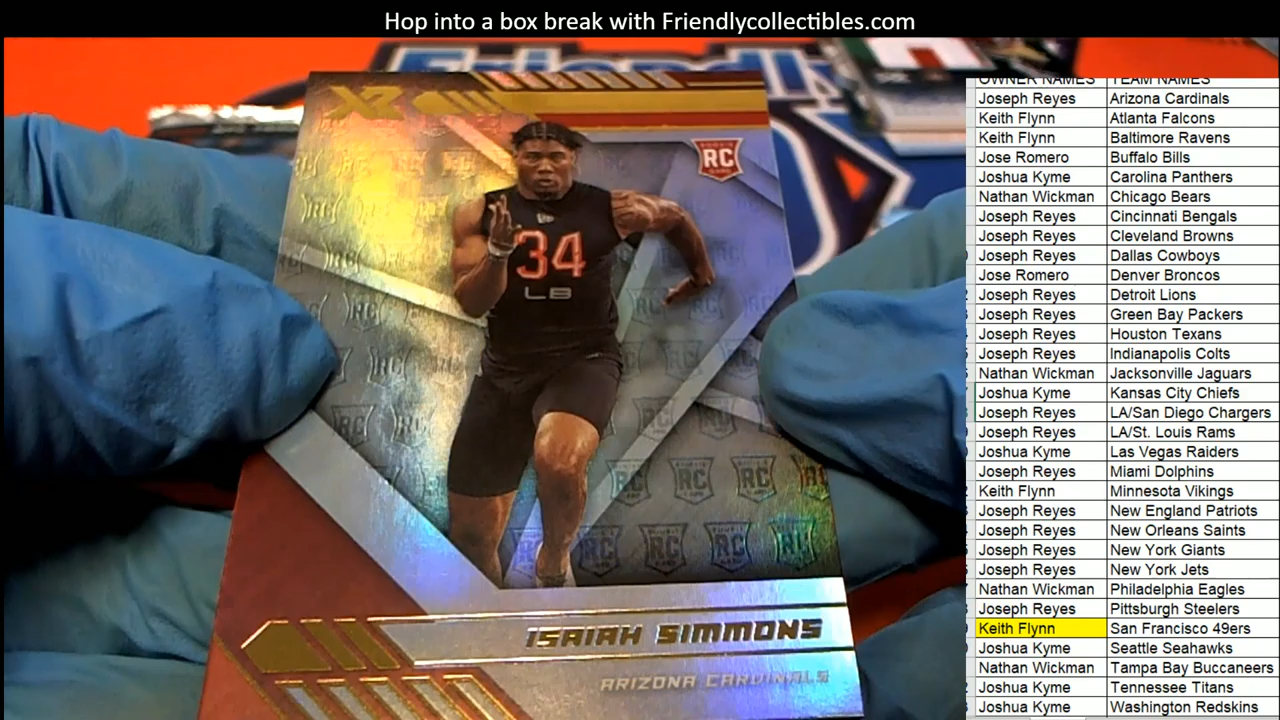 Hop into a box break with Friendlycollectibles.com
Friendly
XR
RC
34
LB
ISAIAH SIMMONS
ARIZONA CARDINALS
OWNER NAMES TEAM NAMES
Joseph Reyes Arizona Cardinals
Keith Flynn Atlanta Falcons
Keith Flynn Baltimore Ravens
Jose Romero Buffalo Bills
Joshua Kyme Carolina Panthers
Nathan Wickman Chicago Bears
Joseph Reyes Cincinnati Bengals
Joseph Reyes Cleveland Browns
Joseph Reyes Dallas Cowboys
Jose Romero Denver Broncos
Joseph Reyes Detroit Lions
Joseph Reyes Green Bay Packers
Joseph Reyes Houston Texans
Joseph Reyes Indianapolis Colts
Nathan Wickman Jacksonville Jaguars
Joshua Kyme Kansas City Chiefs
Joseph Reyes LA/San Diego Chargers
Joseph Reyes LA/St. Louis Rams
Joshua Kyme Las Vegas Raiders
Joseph Reyes Miami Dolphins
Keith Flynn Minnesota Vikings
Joseph Reyes New England Patriots
Joseph Reyes New Orleans Saints
Joseph Reyes New York Giants
Joseph Reyes New York Jets
Nathan Wickman Philadelphia Eagles
Joseph Reyes Pittsburgh Steelers
Keith Flynn San Francisco 49ers
Joshua Kyme Seattle Seahawks
Nathan Wickman Tampa Bay Buccaneers
Joshua Kyme Tennessee Titans
Joshua Kyme Washington Redskins